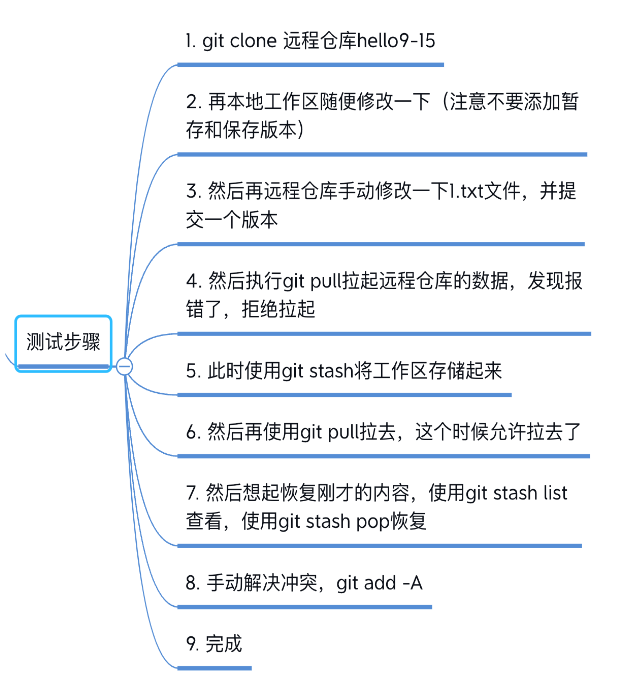 测试步骤
1. git clone 远程仓库hello9-15
2. 再本地工作区随便修改一下（注意不要添加暂
存和保存版本）
3. 然后再远程仓库手动修改一下1.txt文件，并提
交一个版本
4. 然后执行git pull拉起远程仓库的数据，发现报
错了，拒绝拉起
5. 此时使用git stash将工作区存储起来
6. 然后再使用git pull拉去，这个时候允许拉去了
7. 然后想起恢复刚才的内容，使用git stash list
查看，使用git stash pop恢复
8. 手动解决冲突，git add -A
9. 完成